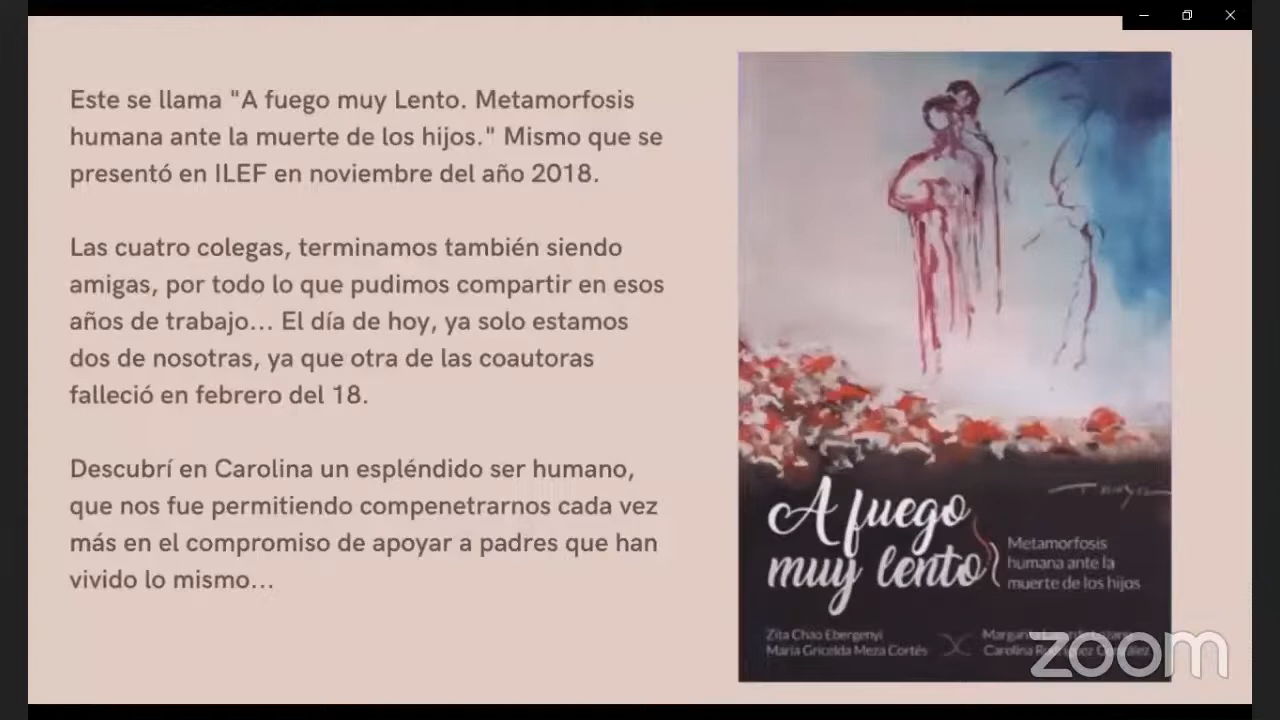 Este se llama "A fuego muy Lento. Metamorfosis
humana ante la muerte de los hijos." Mismo que se
presentó en ILEF en noviembre del año 2018.
Las cuatro colegas, terminamos también siendo
amigas, por todo lo que pudimos compartir en esos
años de trabajo... El día de hoy, ya solo estamos
dos de nosotras, ya que otra de las coautoras
falleció en febrero del 18.
Descubrí en Carolina un espléndido ser humano,
que nos fue permitiendo compenetrarnos cada vez
más en el compromiso de apoyar a padres que han
vivido lo mismo...
A fuego
muy lento
Metamorfosis
humana ante la
muerte de los hijos
Zita Chao Ebergenyi
María Gricelda Meza Cortés
Carolina Rodríguez González
zoom